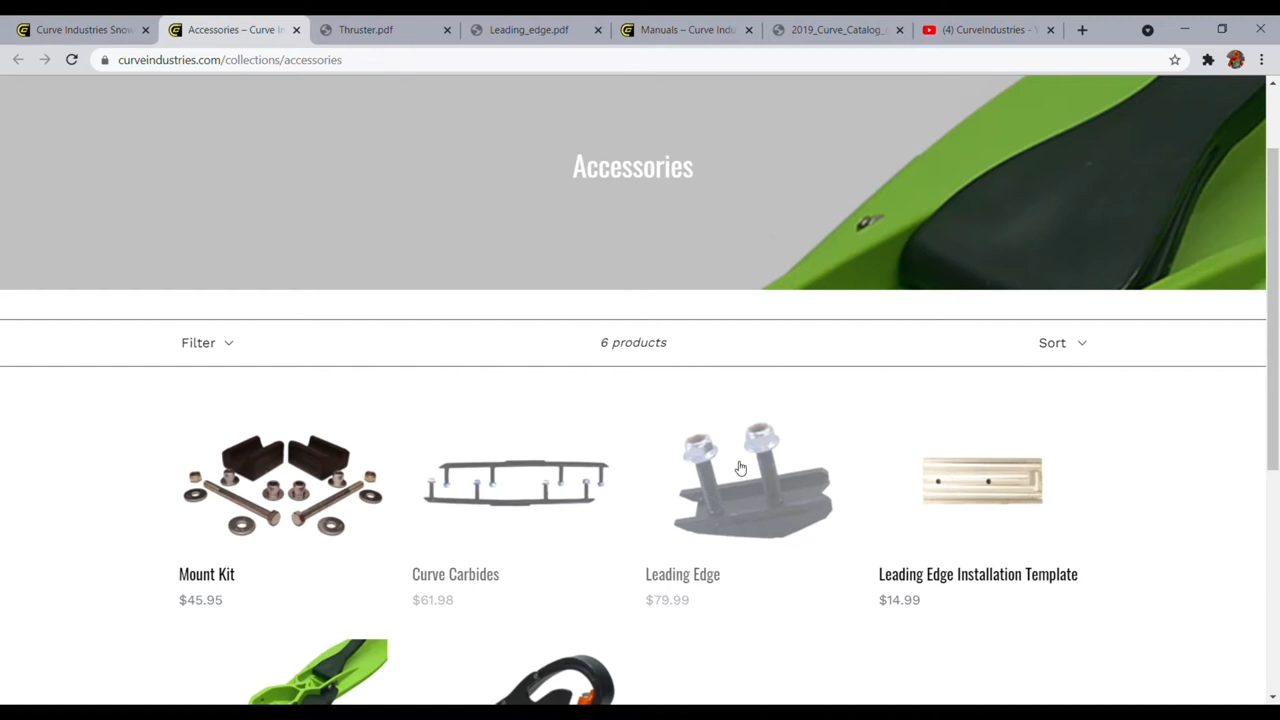 Curve Industries Snow
Accessories – Curve In
Thruster.pdf
Leading_edge.pdf
Manuals – Curve Indu
2019_Curve_Catalog_
(4) CurveIndustries - Y
curveindustries.com/collections/accessories
Accessories
Filter
6 products
Sort
Mount Kit
$45.95
Curve Carbides
$61.98
Leading Edge
$79.99
Leading Edge Installation Template
$14.99